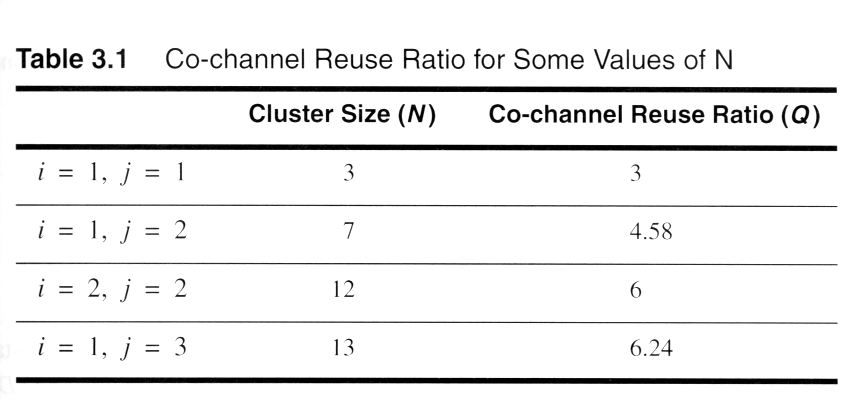 Table 3.1 Co-channel Reuse Ratio for Some Values of N
Cluster Size (N) Co-channel Reuse Ratio (Q)
i = 1, j = 1 3 3
i = 1, j = 2 7 4.58
i = 2, j = 2 12 6
i = 1, j = 3 13 6.24